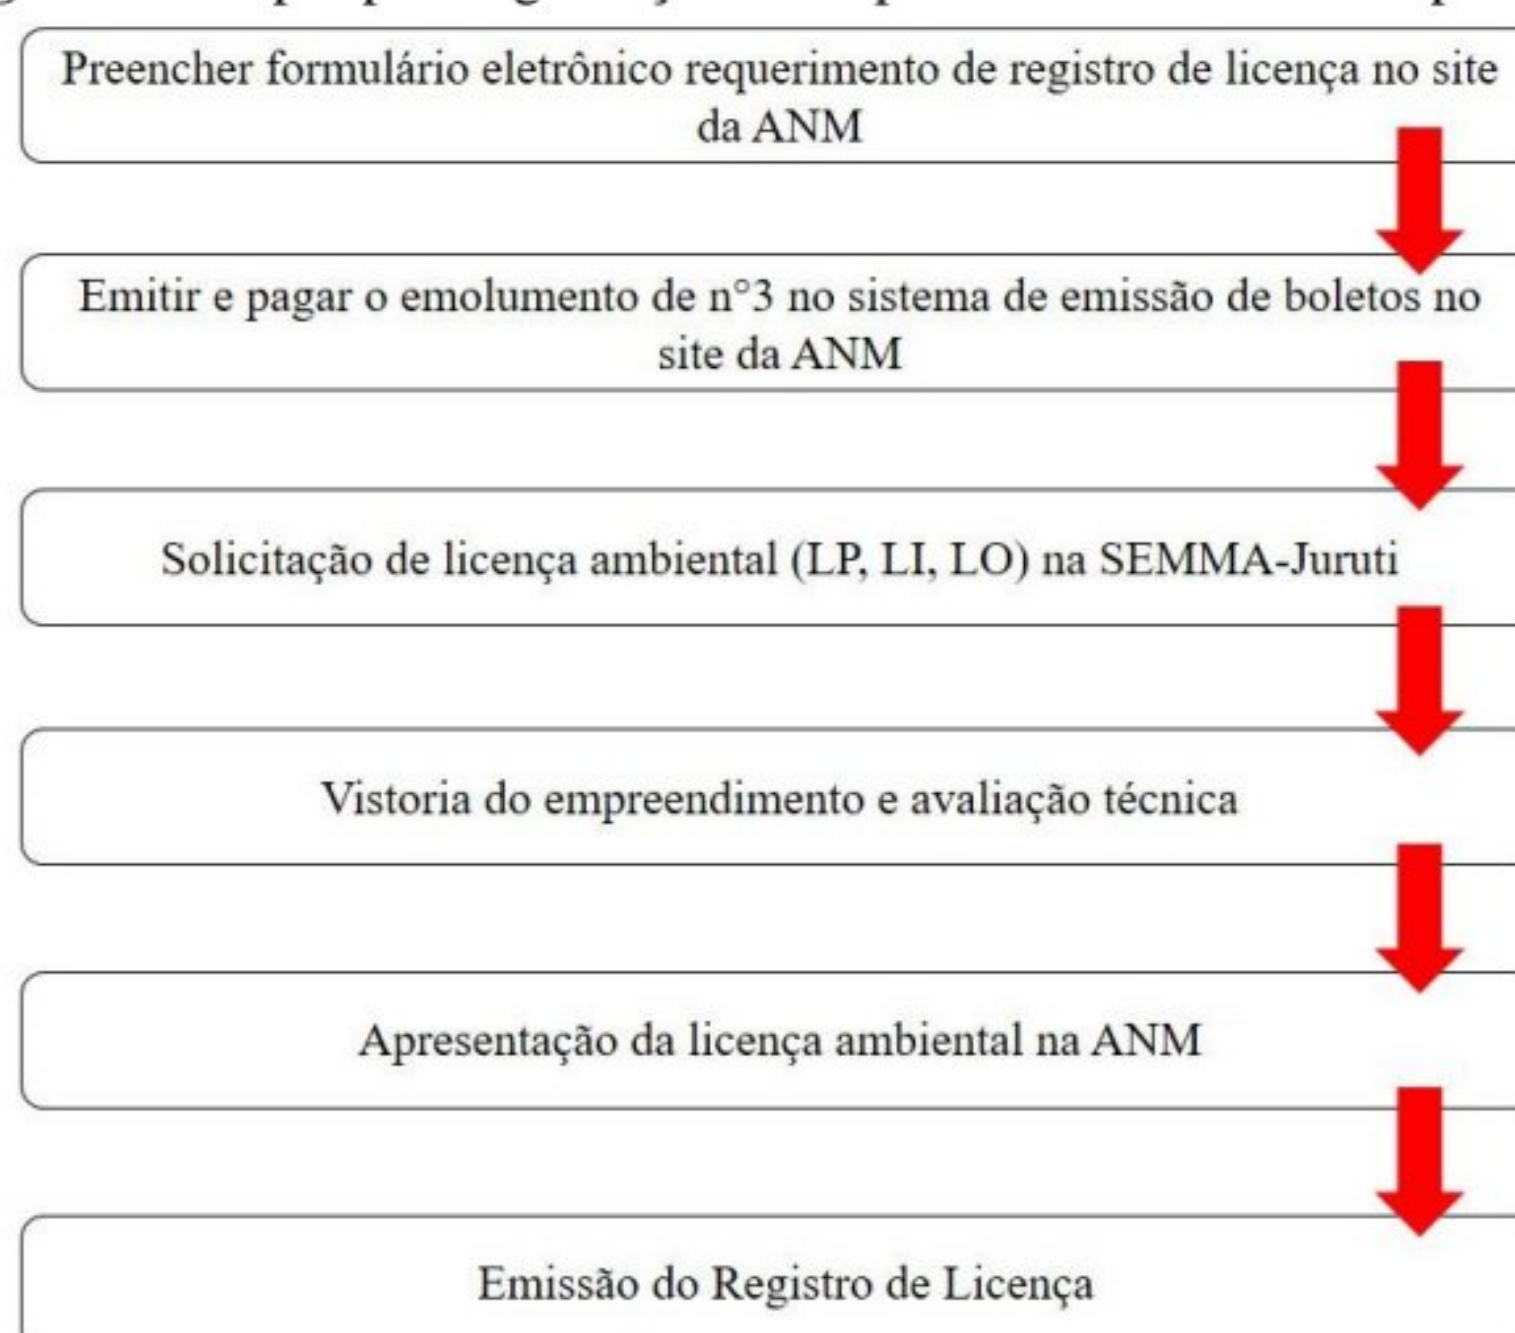 Preencher formulário eletrônico requerimento de registro de licença no site
da ANM
Emitir e pagar o emolumento de n°3 no sistema de emissão de boletos no
site da ANM
Solicitação de licença ambiental (LP, LI, LO) na SEMMA-Juruti
Vistoria do empreendimento e avaliação técnica
Apresentação da licença ambiental na ANM
Emissão do Registro de Licença